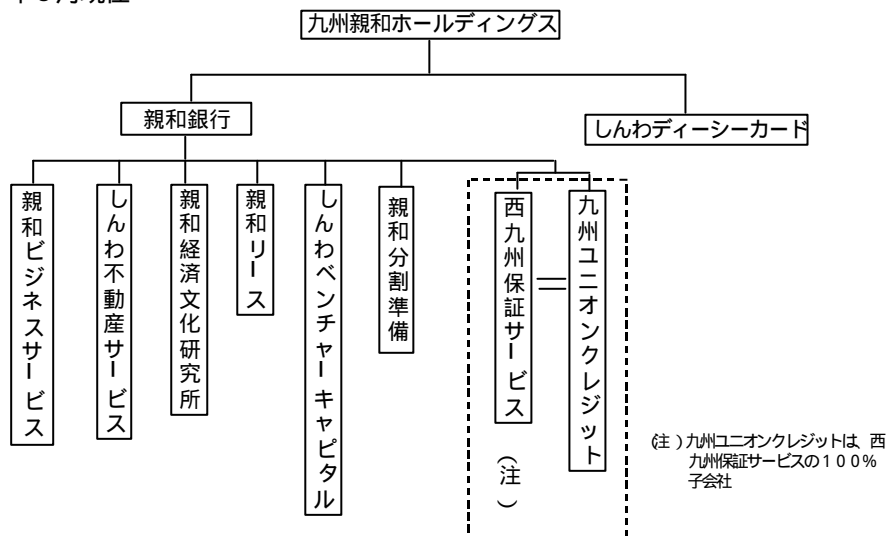 九州親和ホールディングス
親和銀行
しんわディーシーカード
親和ビジネスサービス
しんわ不動産サービス
親和経済文化研究所
親和リース
しんわベンチャーキャピタル
親和分割準備
西九州保証サービス（注）
九州ユニオンクレジット
（注）九州ユニオンクレジットは、西
九州保証サービスの１００％
子会社